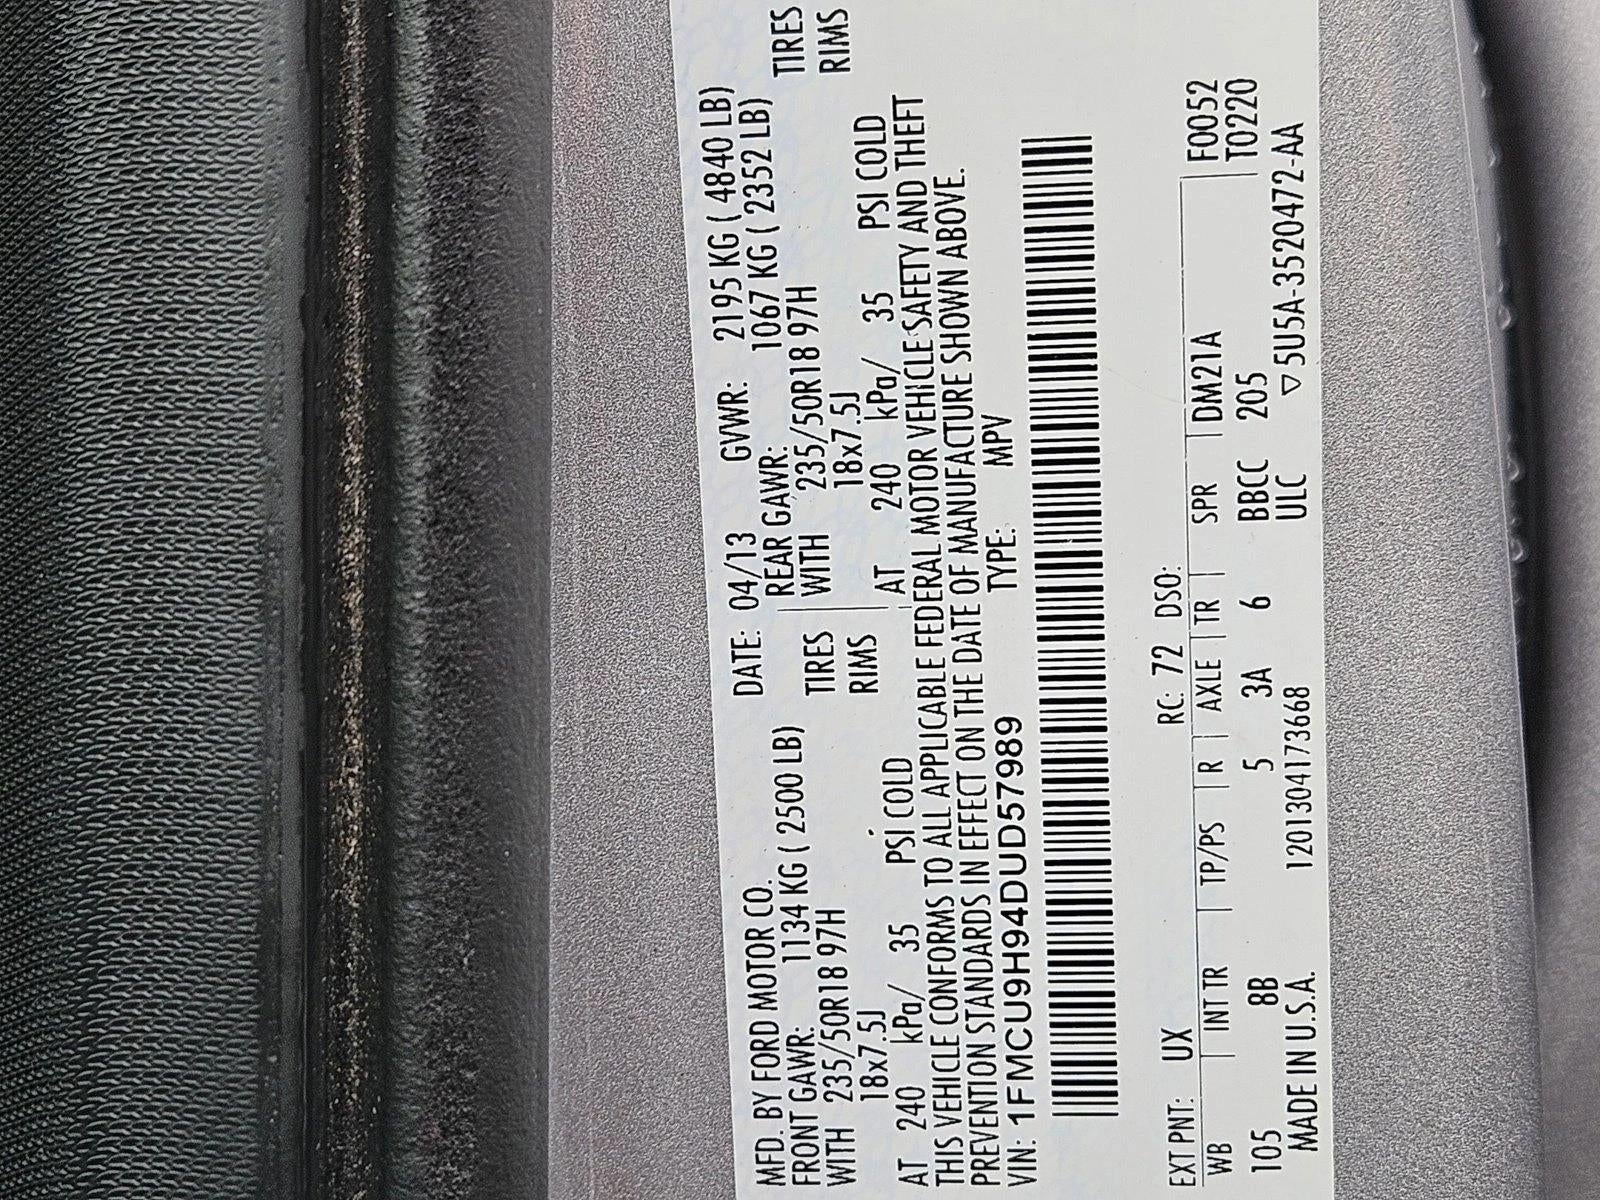 MFD. BY FORD MOTOR CO. DATE: 04/13 GVWR: 2195 KG ( 4840 LB)
FRONT GAWR: 1134 KG ( 2500 LB) REAR GAWR: 1067 KG ( 2352 LB)
WITH 235/50R18 97H TIRES WITH 235/50R18 97H TIRES
18x7.5J RIMS 18x7.5J RIMS
AT 240 kPa/ 35 PSI COLD AT 240 kPa/ 35 PSI COLD
THIS VEHICLE CONFORMS TO ALL APPLICABLE FEDERAL MOTOR VEHICLE SAFETY AND THEFT
PREVENTION STANDARDS IN EFFECT ON THE DATE OF MANUFACTURE SHOWN ABOVE.
VIN: 1FMCU9H94DUD57989 TYPE: MPV
EXT PNT: UX RC: 72 DSO:
WB INT TR TP/PS R AXLE TR SPR DM21A F0052
105 8B 5 3A 6 BBCC 205 T0220
MADE IN U.S.A. 1201304173668 ULC ▽5U5A-3520472-AA